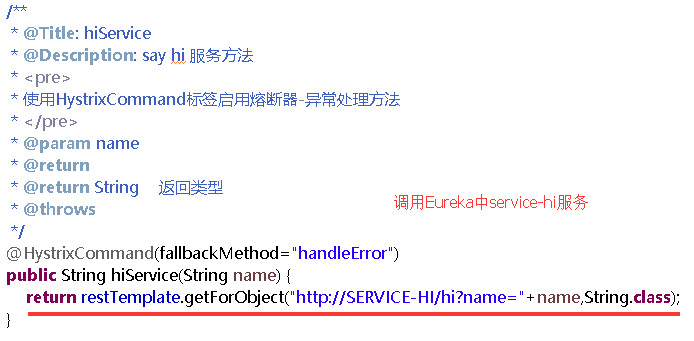 /**
 * @Title: hiService
 * @Description: say hi 服务方法
 * <pre>
 * 使用HystrixCommand标签启用熔断器-异常处理方法
 * </pre>
 * @param name
 * @return
 * @return String 返回类型
 * @throws
调用Eureka中service-hi服务
 */
@HystrixCommand(fallbackMethod="handleError")
public String hiService(String name) {
return restTemplate.getForObject("http://SERVICE-HI/hi?name="+name,String.class);
}